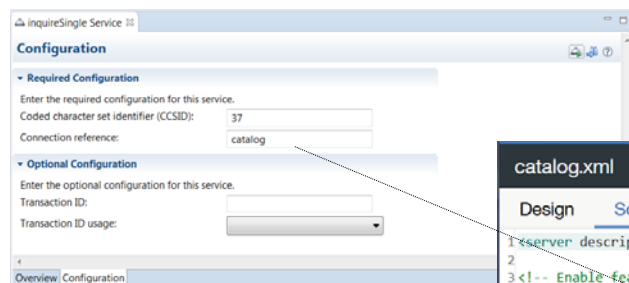 inquireSingle Service
Configuration
Required Configuration
Enter the required configuration for this service.
Coded character set identifier (CCSID): 37
Connection reference: catalog
Optional Configuration
Enter the optional configuration for this service.
Transaction ID:
Transaction ID usage:
Overview Configuration
catalog.xml
Design
1 <server
2
3 <!-- Enable